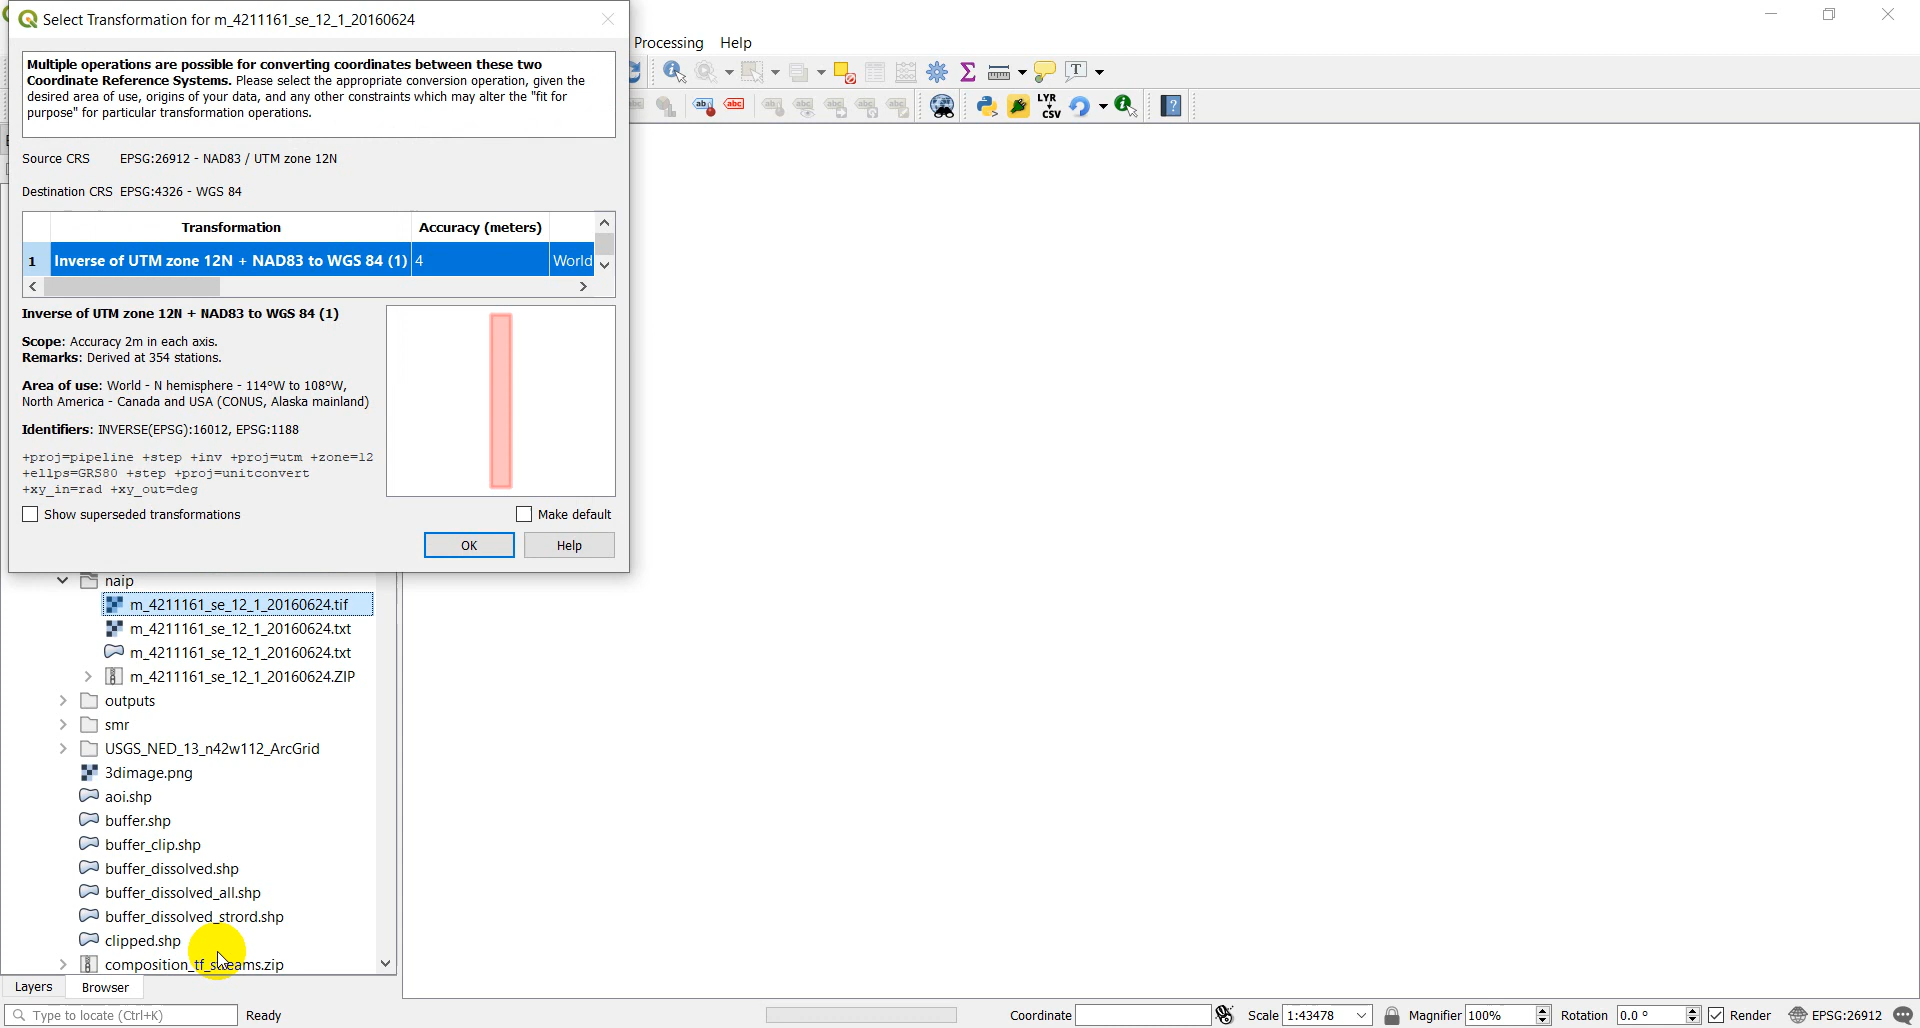 Select Transformation for m_4211161_se_12_1_20160624
Multiple operations are possible for converting coordinates between these two
Coordinate Reference Systems. Please select the appropriate conversion operation, given the
desired area of use, origins of your data, and any other constraints which may alter the "fit for
purpose" for particular transformation operations.
Source CRS EPSG:26912 - NAD83 / UTM zone 12N
Destination CRS EPSG:4326 - WGS 84
Transformation Accuracy (meters)
1 Inverse of UTM zone 12N + NAD83 to WGS 84 (1) 4 World
Inverse of UTM zone 12N + NAD83 to WGS 84 (1)
Scope: Accuracy 2m in each axis.
Remarks: Derived at 354 stations.
Area of use: World - N hemisphere - 114°W to 108°W,
North America - Canada and USA (CONUS, Alaska mainland)
Identifiers: INVERSE(EPSG):16012, EPSG:1188
+proj=pipeline +step +inv +proj=utm +zone=12
+ellps=GRS80 +step +proj=unitconvert
+xy_in=rad +xy_out=deg
Show superseded transformations
Make default
OK Help
Processing Help
abc abc
LYR
CSV
naip
m_4211161_se_12_1_20160624.tif
m_4211161_se_12_1_20160624.txt
m_4211161_se_12_1_20160624.txt
m_4211161_se_12_1_20160624.ZIP
outputs
smr
USGS_NED_13_n42w112_ArcGrid
3dimage.png
aoi.shp
buffer.shp
buffer_clip.shp
buffer_dissolved.shp
buffer_dissolved_all.shp
buffer_dissolved_strord.shp
clipped.shp
composition_tf_streams.zip
Layers Browser
Type to locate (Ctrl+K) Ready Coordinate Scale 1:43478 Magnifier 100% Rotation 0.0 ° Render EPSG:26912